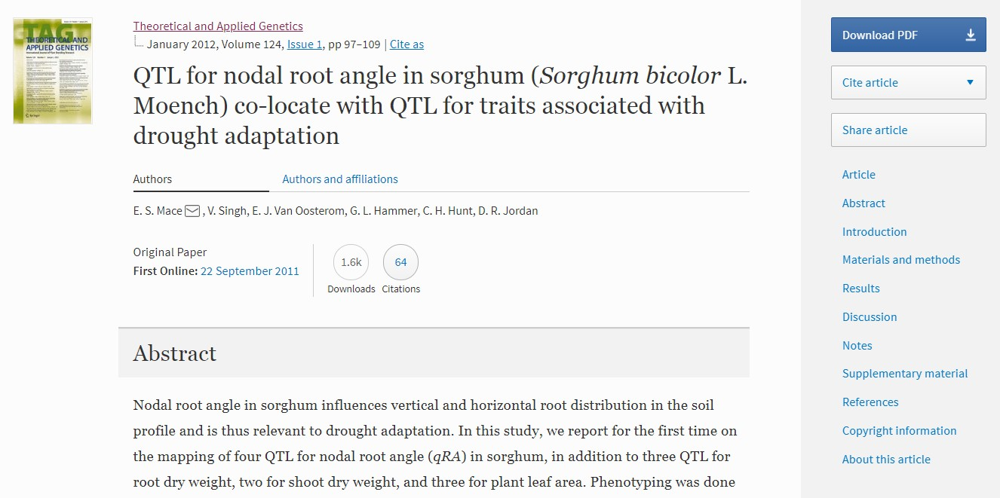 TAG
THEORETICAL AND
APPLIED GENETICS
Theoretical and Applied Genetics
January 2012, Volume 124, Issue 1, pp 97–109 | Cite as
QTL for nodal root angle in sorghum (Sorghum bicolor L.
Moench) co-locate with QTL for traits associated with
drought adaptation
Authors Authors and affiliations
E. S. Mace , V. Singh, E. J. Van Oosterom, G. L. Hammer, C. H. Hunt, D. R. Jordan
Original Paper
First Online: 22 September 2011
1.6k 64
Downloads Citations
Abstract
Nodal root angle in sorghum influences vertical and horizontal root distribution in the soil
profile and is thus relevant to drought adaptation. In this study, we report for the first time on
the mapping of four QTL for nodal root angle (qRA) in sorghum, in addition to three QTL for
root dry weight, two for shoot dry weight, and three for plant leaf area. Phenotyping was done
Download PDF
Cite article
Share article
Article
Abstract
Introduction
Materials and methods
Results
Discussion
Notes
Supplementary material
References
Copyright information
About this article